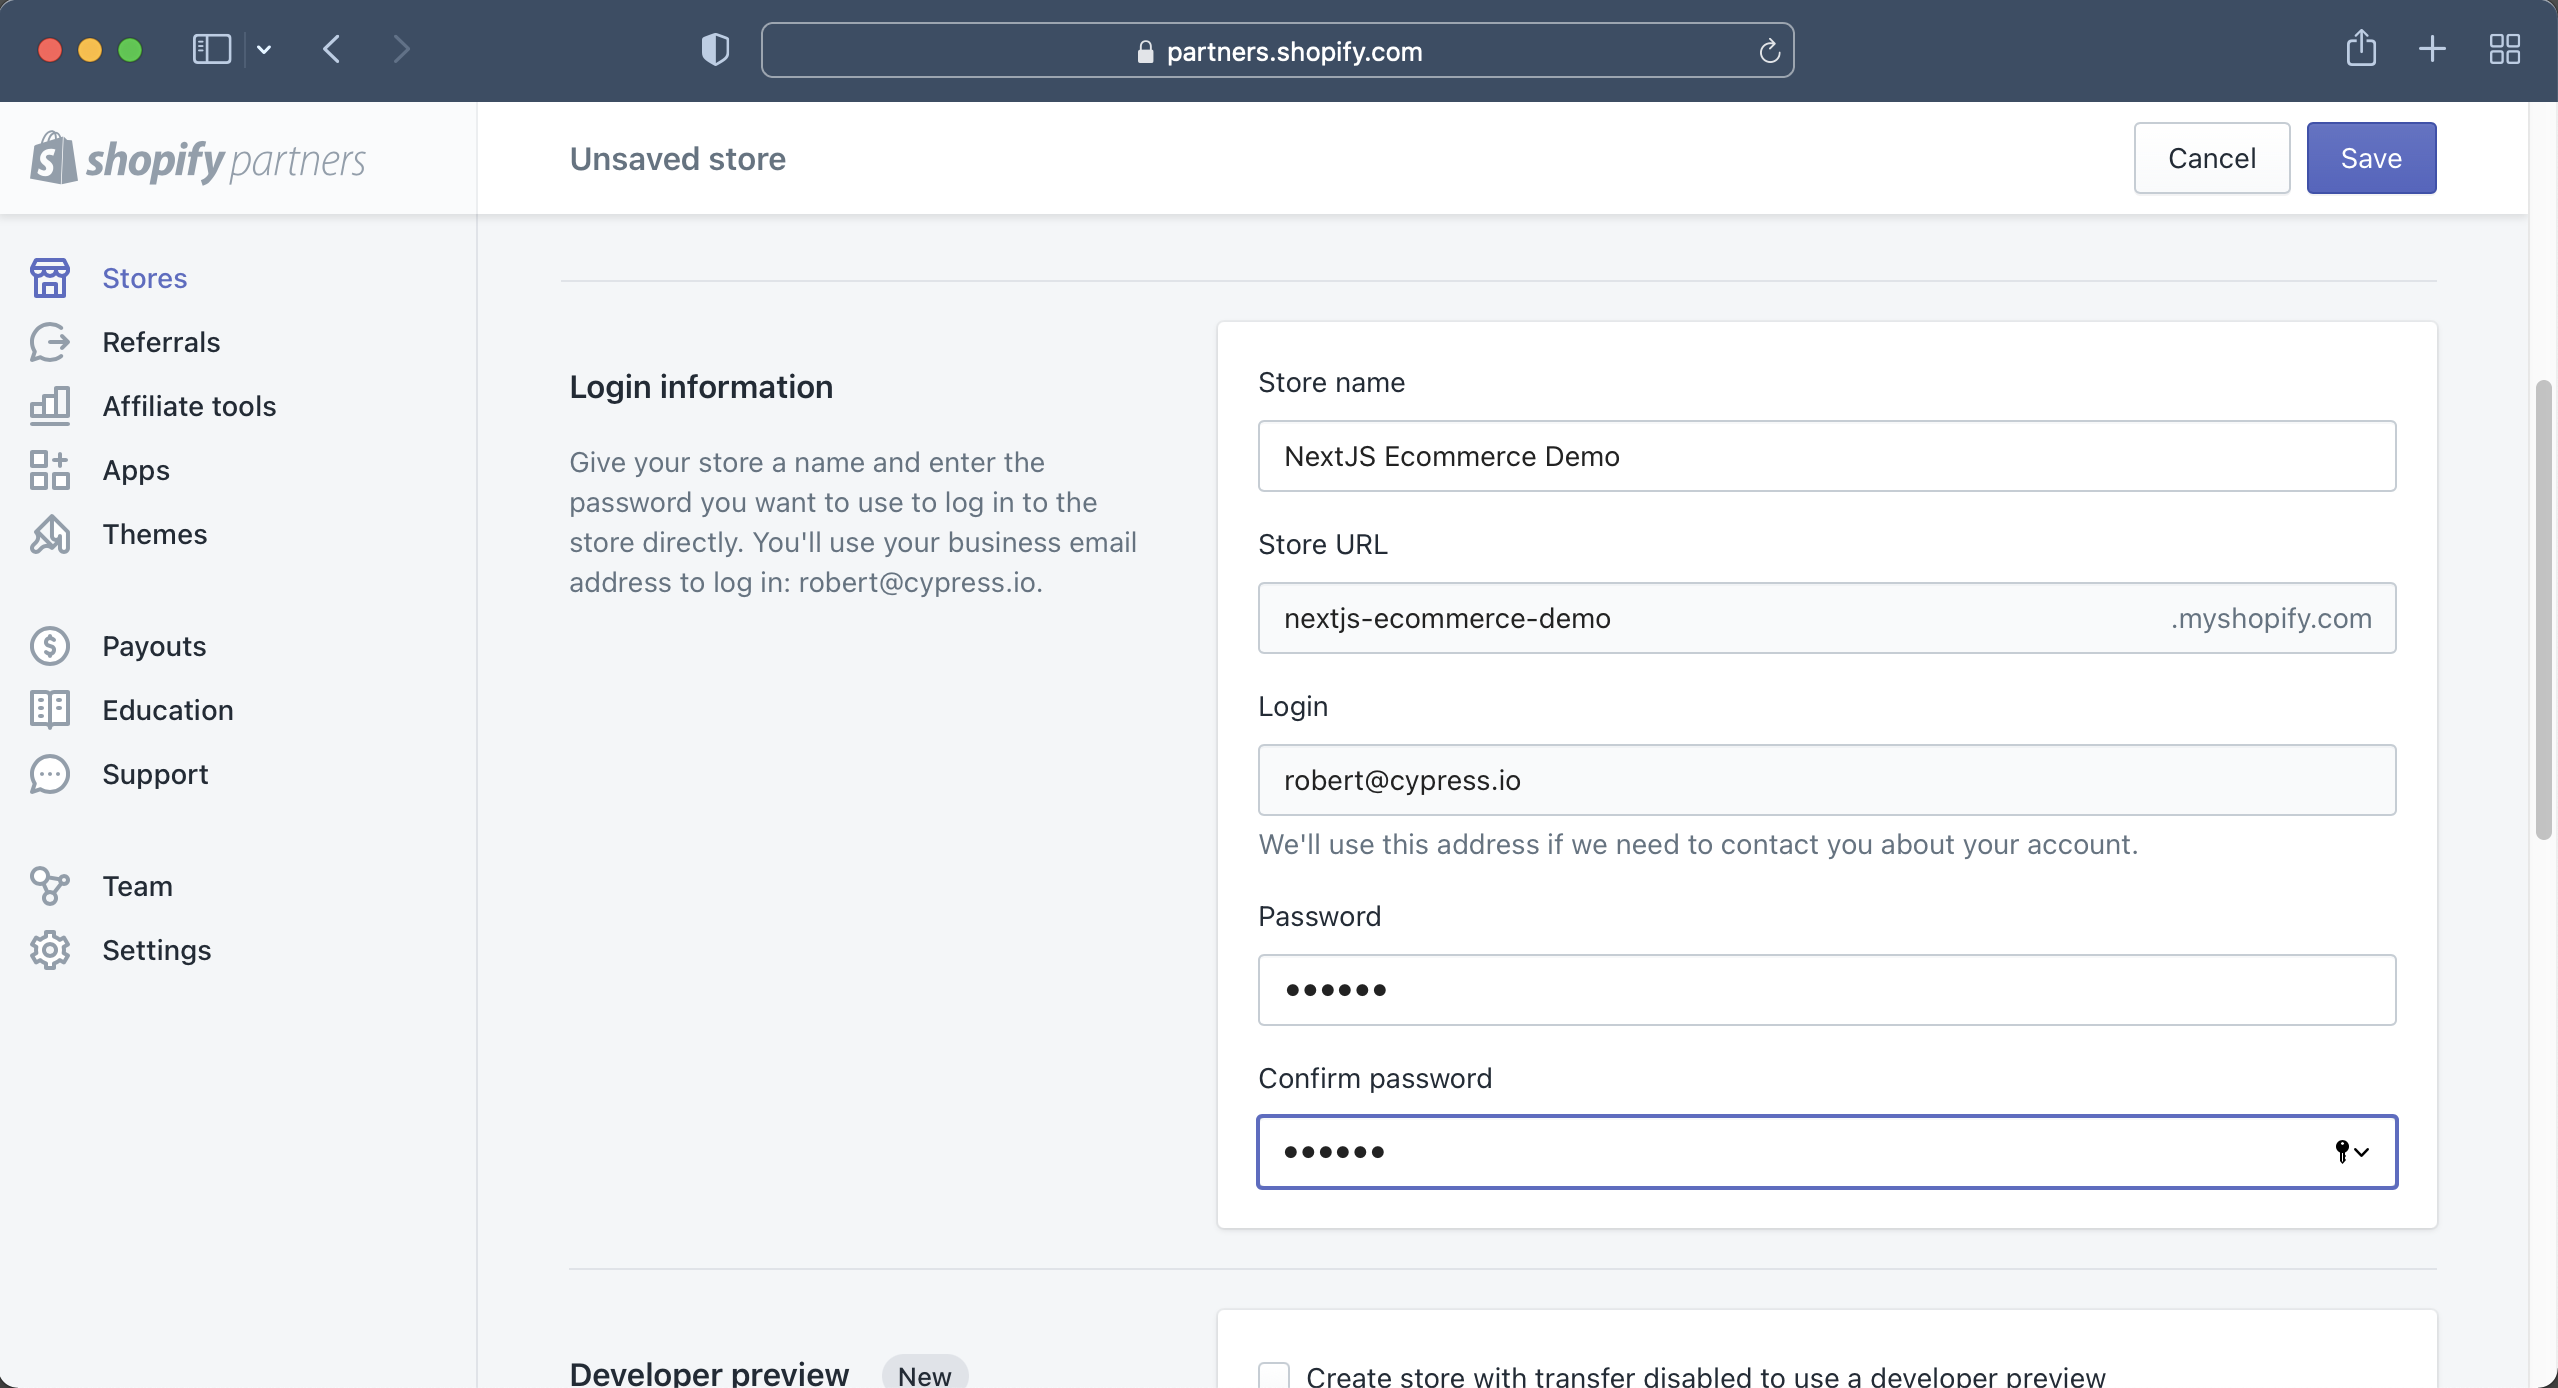 partners.shopify.com
shopify partners
Unsaved store
Cancel
Save
Stores
Referrals
Affiliate tools
Apps
Themes
Payouts
Education
Support
Team
Settings
Login information
Give your store a name and enter the
password you want to use to log in to the
store directly. You'll use your business email
address to log in: robert@cypress.io.
Store name
NextJS Ecommerce Demo
Store URL
nextjs-ecommerce-demo .myshopify.com
Login
robert@cypress.io
We'll use this address if we need to contact you about your account.
Password
••••••
Confirm password
••••••
Developer preview New
Create store with transfer disabled to use a developer preview